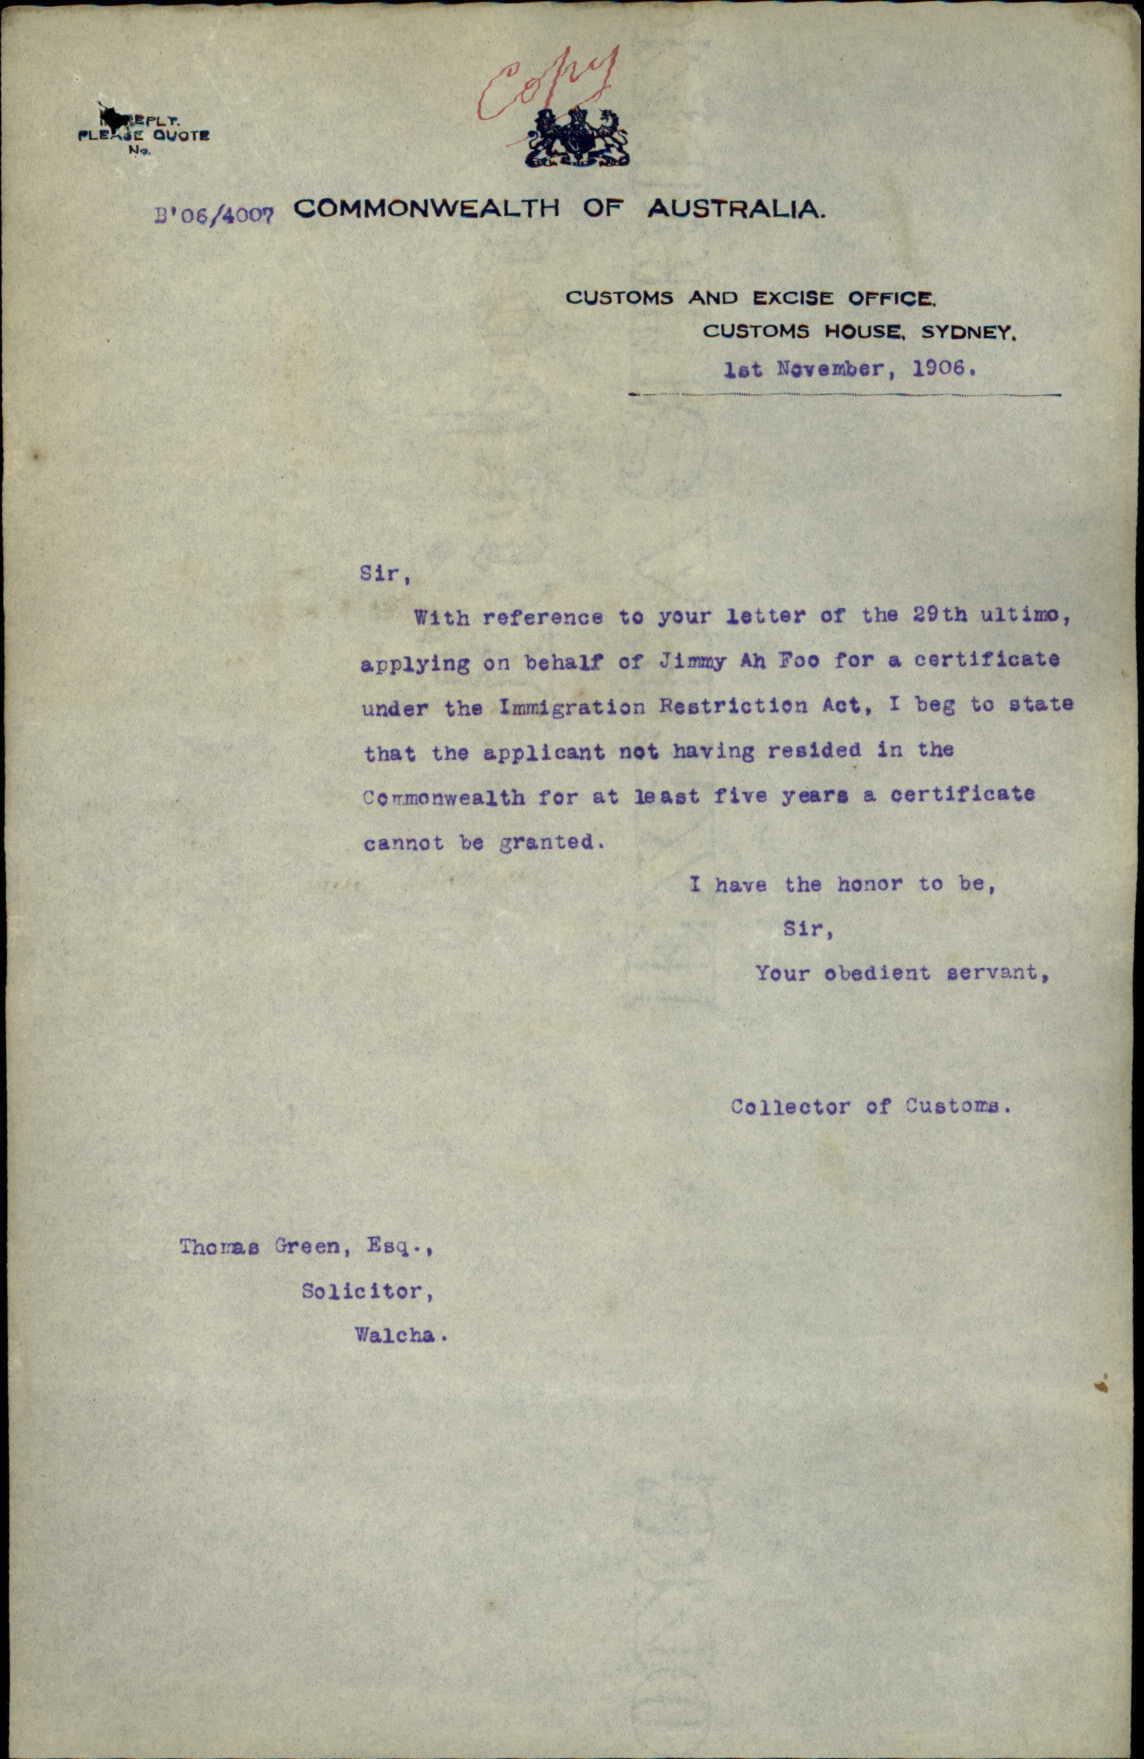 Copy
IN REPLY.
PLEASE QUOTE
No.
B'06/4007 COMMONWEALTH OF AUSTRALIA.
CUSTOMS AND EXCISE OFFICE.
CUSTOMS HOUSE, SYDNEY.
1st November, 1906.
Sir,
With reference to your letter of the 29th ultimo,
applying on behalf of Jimmy Ah Foo for a certificate
under the Immigration Restriction Act, I beg to state
that the applicant not having resided in the
Commonwealth for at least five years a certificate
cannot be granted.
I have the honor to be,
Sir,
Your obedient servant,
Collector of Customs.
Thomas Green, Esq.,
Solicitor,
Walcha.